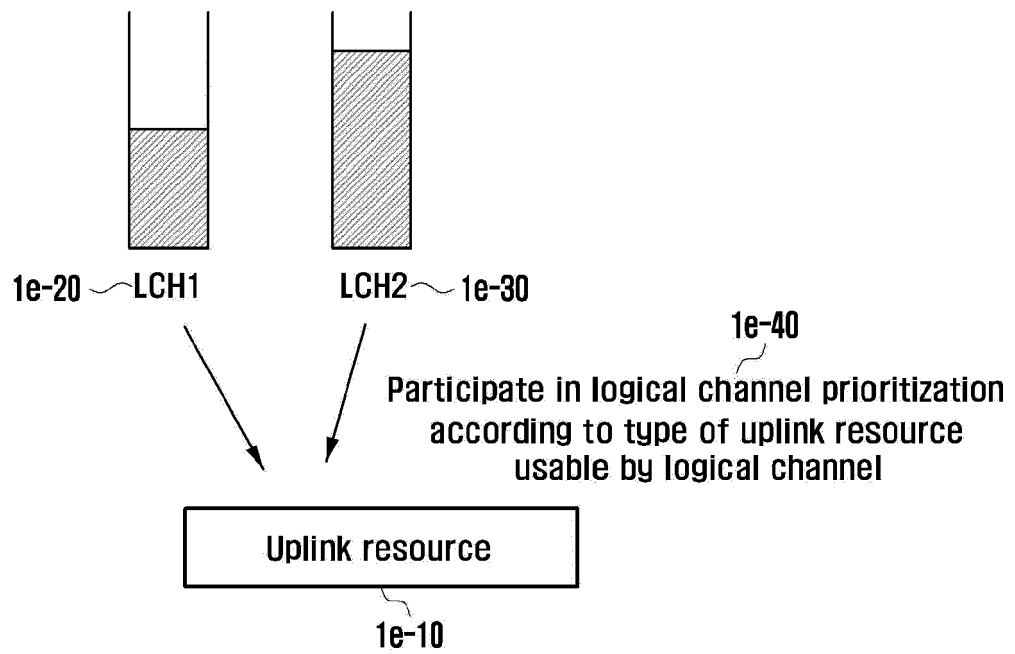 1e-20 LCH1 LCH2 1e-30
1e-40
Participate in logical channel prioritization
according to type of uplink resource
usable by logical channel
Uplink resource
1e-10